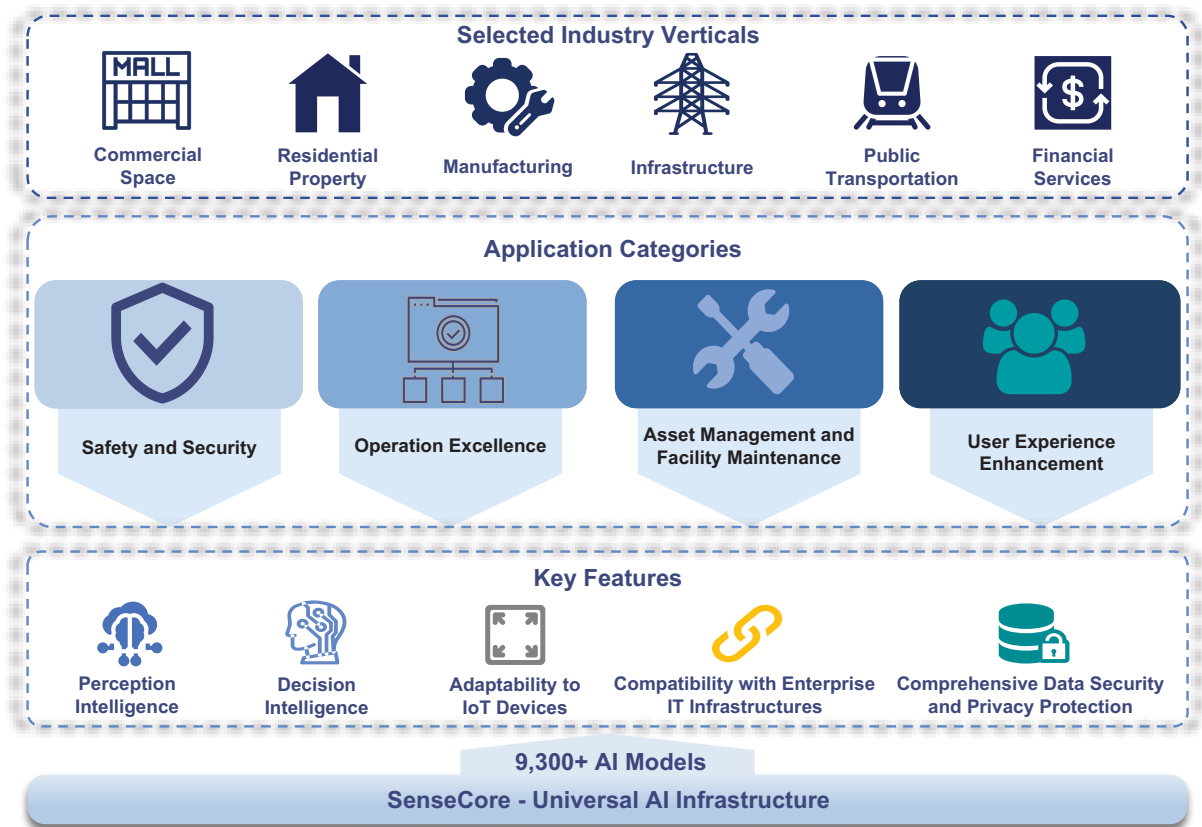 Selected Industry Verticals
MALL
$
Commercial
Space
Residential
Property
Manufacturing
Infrastructure
Public
Transportation
Financial
Services
Application Categories
Safety and Security
Operation Excellence
Asset Management and
Facility Maintenance
User Experience
Enhancement
Key Features
Perception
Intelligence
Decision
Intelligence
Adaptability to
IoT Devices
Compatibility with Enterprise
IT Infrastructures
Comprehensive Data Security
and Privacy Protection
9,300+ AI Models
SenseCore - Universal AI Infrastructure